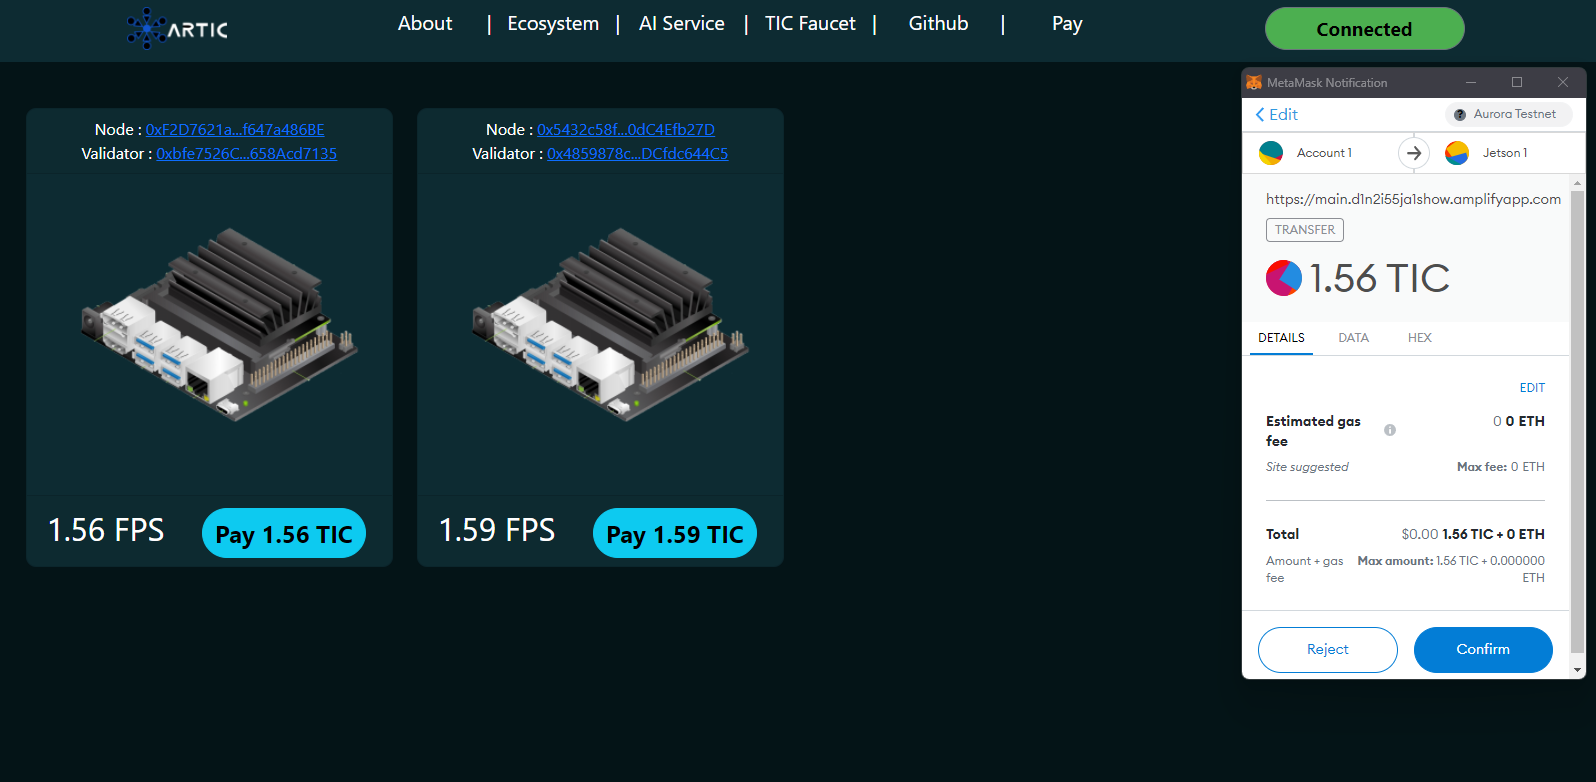 ARTIC
About | Ecosystem | AI Service | TIC Faucet | Github | Pay
Connected
Node : 0xF2D7621a...f647a486BE
Validator : 0xbfe7526C...658Acd7135
1.56 FPS
Pay 1.56 TIC
Node : 0x5432c58f...0dC4Efb27D
Validator : 0x4859878c...DCfdc644C5
1.59 FPS
Pay 1.59 TIC
MetaMask Notification
Edit
Aurora Testnet
Account 1
Jetson 1
https://main.d1n2i55ja1show.amplifyapp.com
TRANSFER
1.56 TIC
DETAILS DATA HEX
EDIT
Estimated gas
fee
0 0 ETH
Site suggested
Max fee: 0 ETH
Total
$0.00 1.56 TIC + 0 ETH
Amount + gas
fee
Max amount: 1.56 TIC + 0.000000
ETH
Reject
Confirm